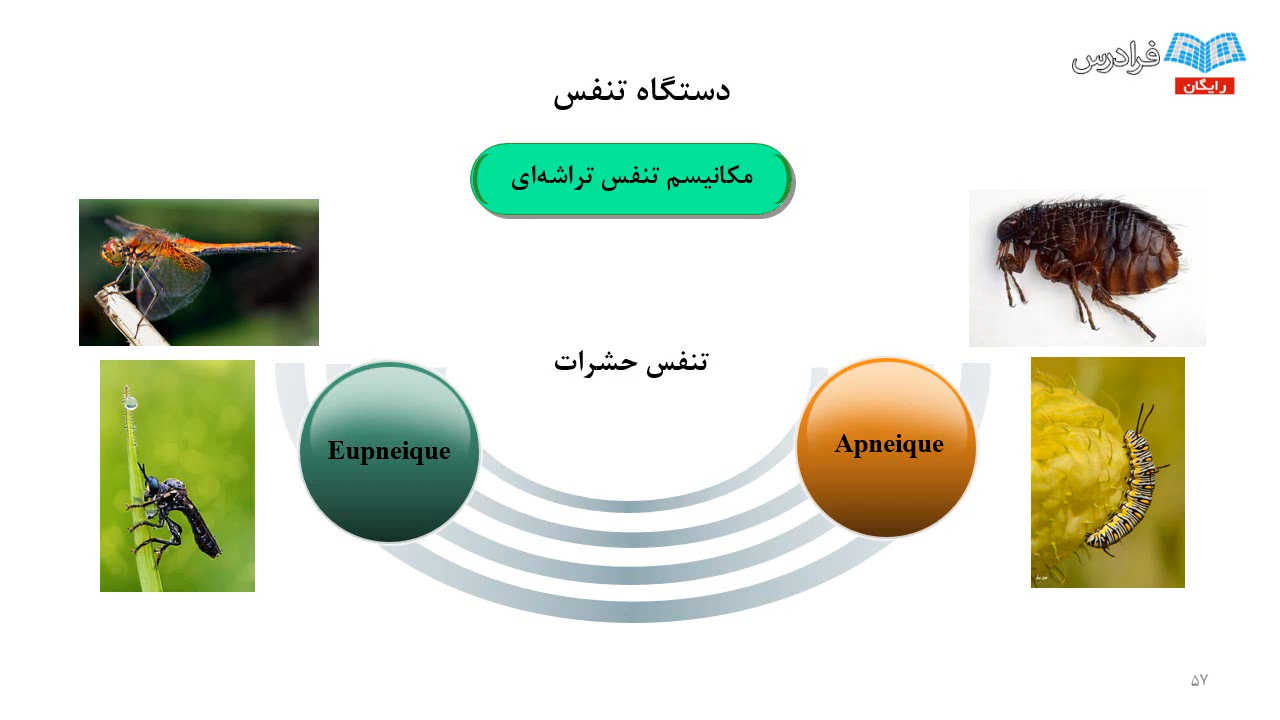 فرادرس
رایگان
دستگاه تنفس
مکانیسم تنفس تراشه‌ای
تنفس حشرات
Apneique
Eupneique
۵۷